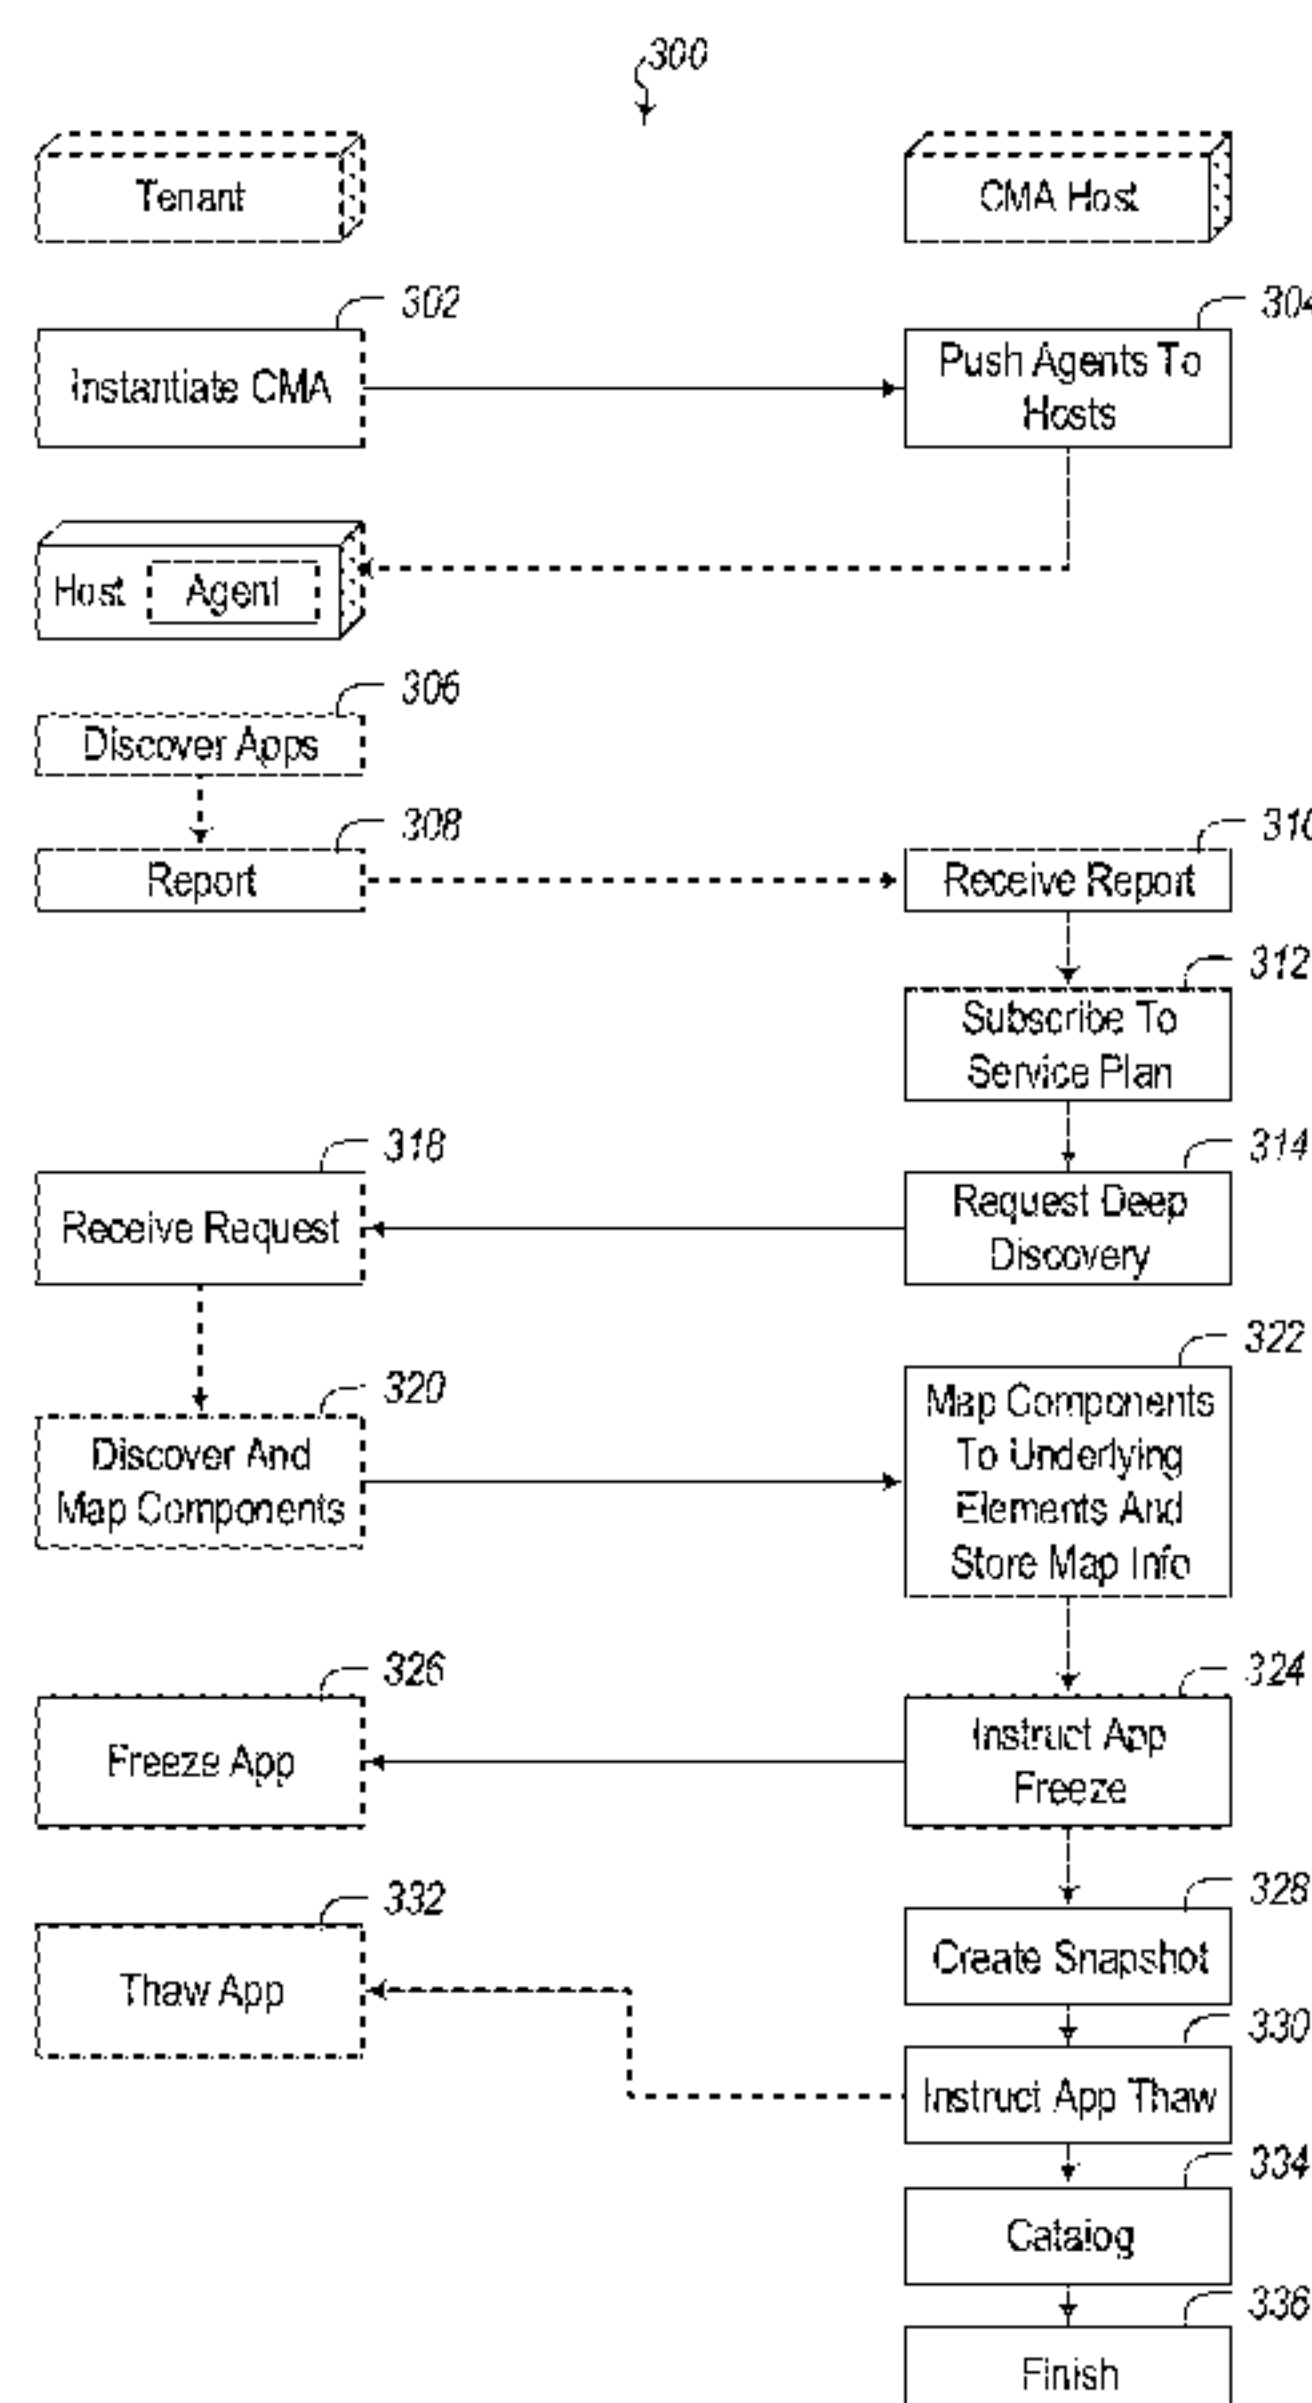 300
Tenant
CMA Host
302
304
Instantiate CMA
Push Agents To
Hosts
Host
Agent
306
Discover Apps
308
310
Report
Receive Report
312
Subscribe To
Service Plan
318
314
Receive Request
Request Deep
Discovery
322
320
Map Components
To Underlying
Elements And
Store Map Info
Discover And
Map Components
326
324
Freeze App
Instruct App
Freeze
332
328
Thaw App
Create Snapshot
330
Instruct App Thaw
334
Catalog
336
Finish